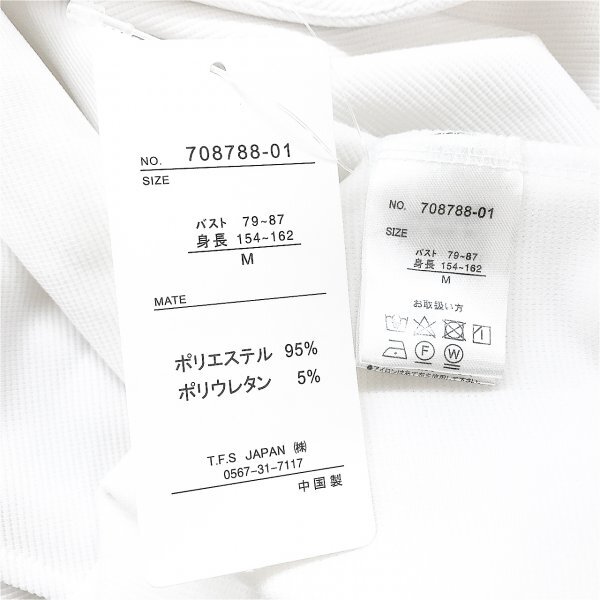 NO. 708788-01
SIZE
バスト 79~87
身長 154~162
M
MATE
ポリエステル 95%
ポリウレタン 5%
T.F.S JAPAN ㈱
0567-31-7117
中国製
NO. 708788-01
SIZE
バスト 79~87
身長 154~162
M
お取扱い方
F W